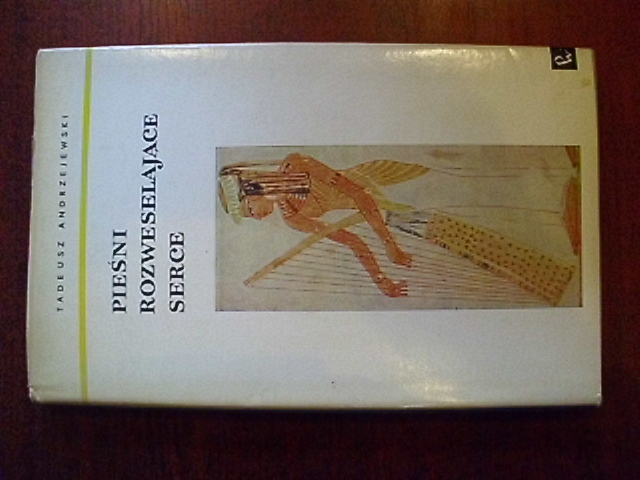 TADEUSZ ANDRZEJEWSKI
PIEŚNI
ROZWESELAJĄCE
SERCE